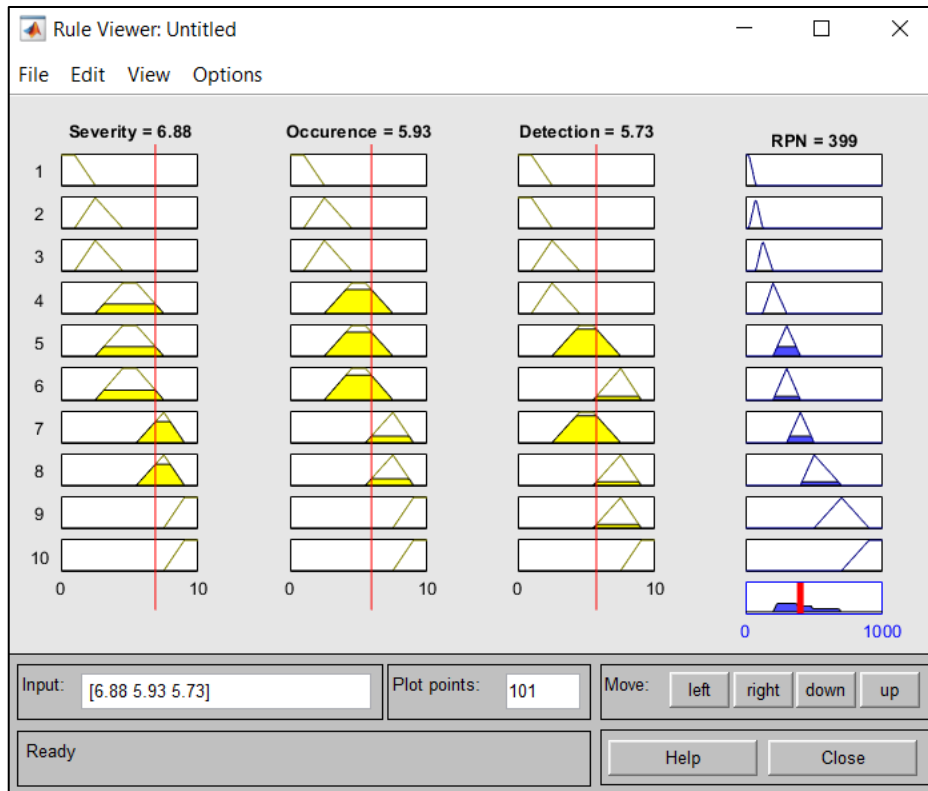 Rule Viewer: Untitled
File Edit View Options
Severity = 6.88 Occurence = 5.93 Detection = 5.73 RPN = 399
1
2
3
4
5
6
7
8
9
10
0 10 0 10 0 10
0 1000
Input: [6.88 5.93 5.73] Plot points: 101 Move: left right down up
Ready Help Close